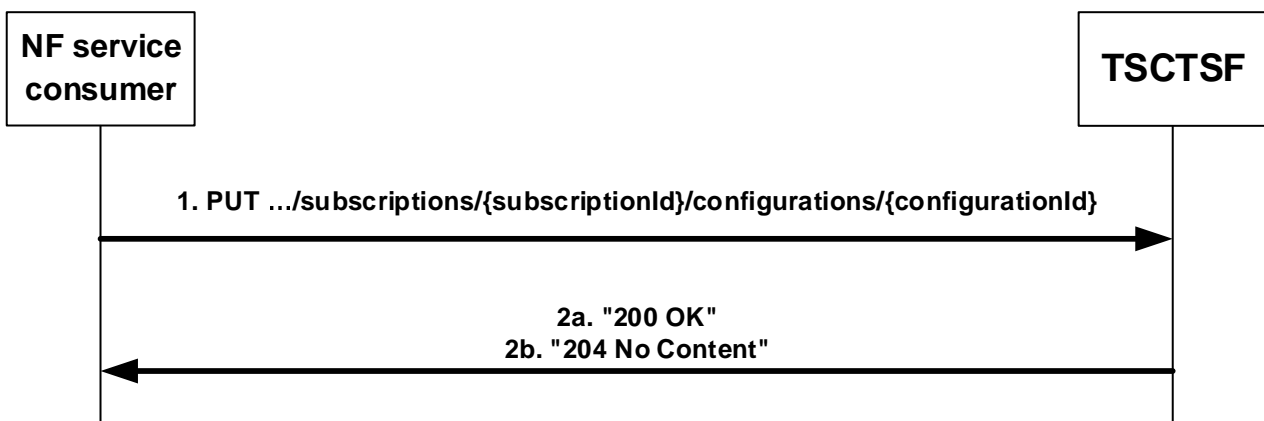 NF service
consumer
TSCTSF
1. PUT …/subscriptions/{subscriptionId}/configurations/{configurationId}
2a. "200 OK"
2b. "204 No Content"